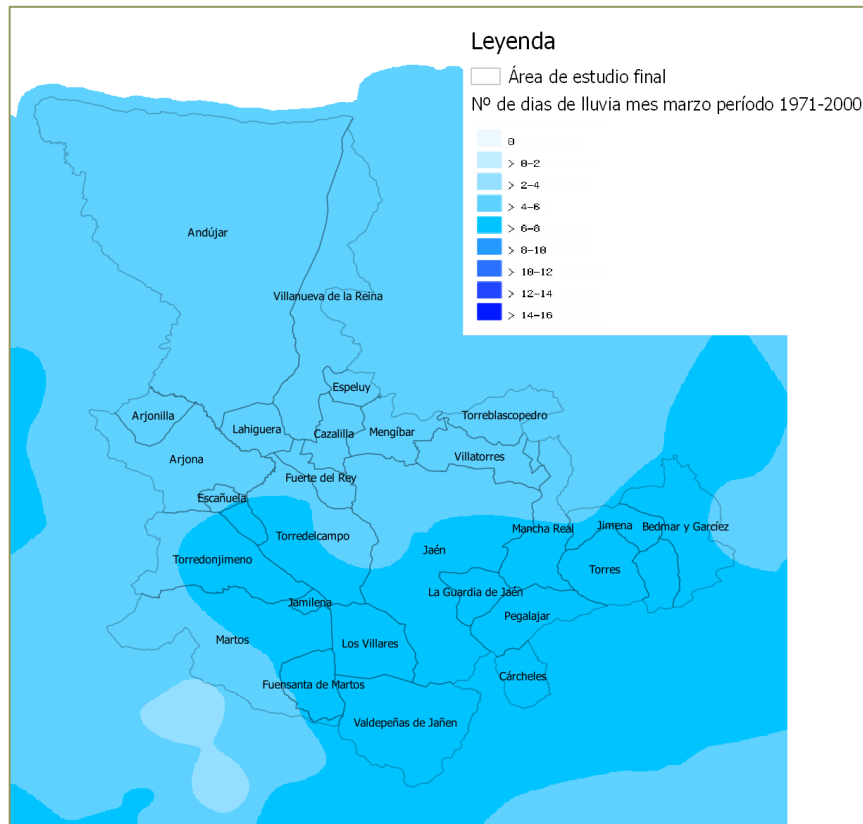 Leyenda
Área de estudio final
Nº de dias de lluvia mes marzo período 1971-2000
0
> 0-2
> 2-4
> 4-6
> 6-8
> 8-10
> 10-12
> 12-14
> 14-16
Andújar
Villanueva de la Reina
Espeluy
Arjonilla
Torreblascopedro
Lahiguera
Cazalilla
Mengíbar
Arjona
Villatorres
Fuerte del Rey
Escañuela
Torredelcampo
Mancha Real
Jimena
Bedmar y Garcíez
Jaén
Torredonjimeno
Torres
La Guardia de Jaén
Jamilena
Pegalajar
Martos
Los Villares
Cárcheles
Fuensanta de Martos
Valdepeñas de Jañen